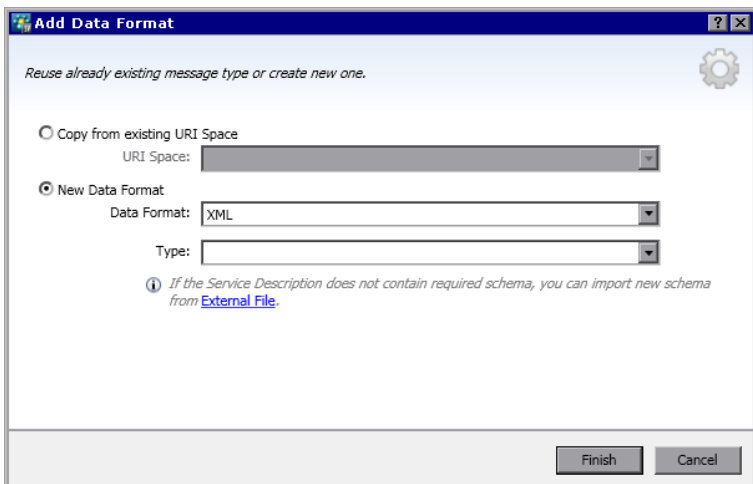 Add Data Format
Reuse already existing message type or create new one.
Copy from existing URI Space
URI Space:
New Data Format
Data Format: XML
Type:
If the Service Description does not contain required schema, you can import new schema
from External File.
Finish Cancel